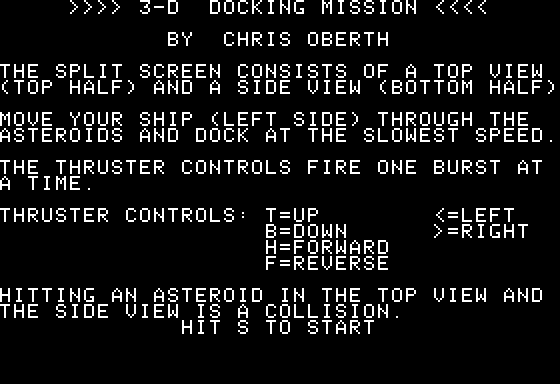 >>>> 3-D  DOCKING MISSION <<<<
BY  CHRIS OBERTH
THE SPLIT SCREEN CONSISTS OF A TOP VIEW
(TOP HALF) AND A SIDE VIEW (BOTTOM HALF)
MOVE YOUR SHIP (LEFT SIDE) THROUGH THE
ASTEROIDS AND DOCK AT THE SLOWEST SPEED.
THE THRUSTER CONTROLS FIRE ONE BURST AT
A TIME.
THRUSTER CONTROLS: T=UP        <=LEFT
B=DOWN      >=RIGHT
H=FORWARD
F=REVERSE
HITTING AN ASTEROID IN THE TOP VIEW AND
THE SIDE VIEW IS A COLLISION.
HIT S TO START